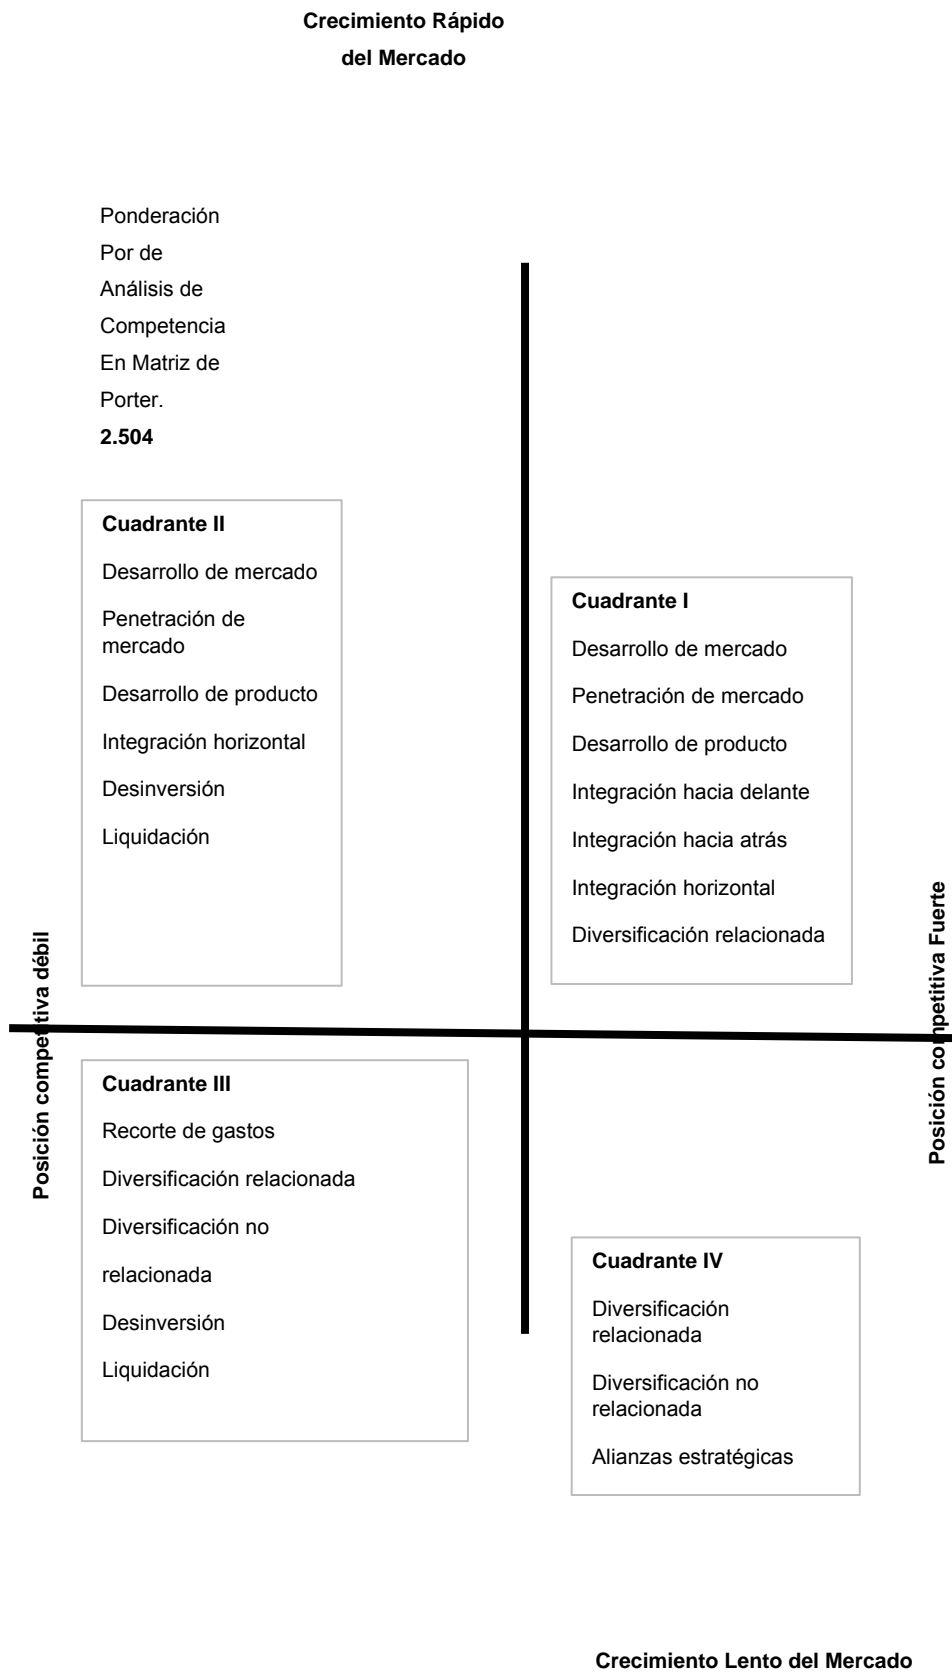 Crecimiento Rápido
del Mercado
Ponderación
Por de
Análisis de
Competencia
En Matriz de
Porter.
2.504
Cuadrante II
Desarrollo de mercado
Penetración de
mercado
Desarrollo de producto
Integración horizontal
Desinversión
Liquidación
Cuadrante I
Desarrollo de mercado
Penetración de mercado
Desarrollo de producto
Integración hacia delante
Integración hacia atrás
Integración horizontal
Diversificación relacionada
Posición competitiva débil
Posición competitiva Fuerte
Cuadrante III
Recorte de gastos
Diversificación relacionada
Diversificación no
relacionada
Desinversión
Liquidación
Cuadrante IV
Diversificación
relacionada
Diversificación no
relacionada
Alianzas estratégicas
Crecimiento Lento del Mercado